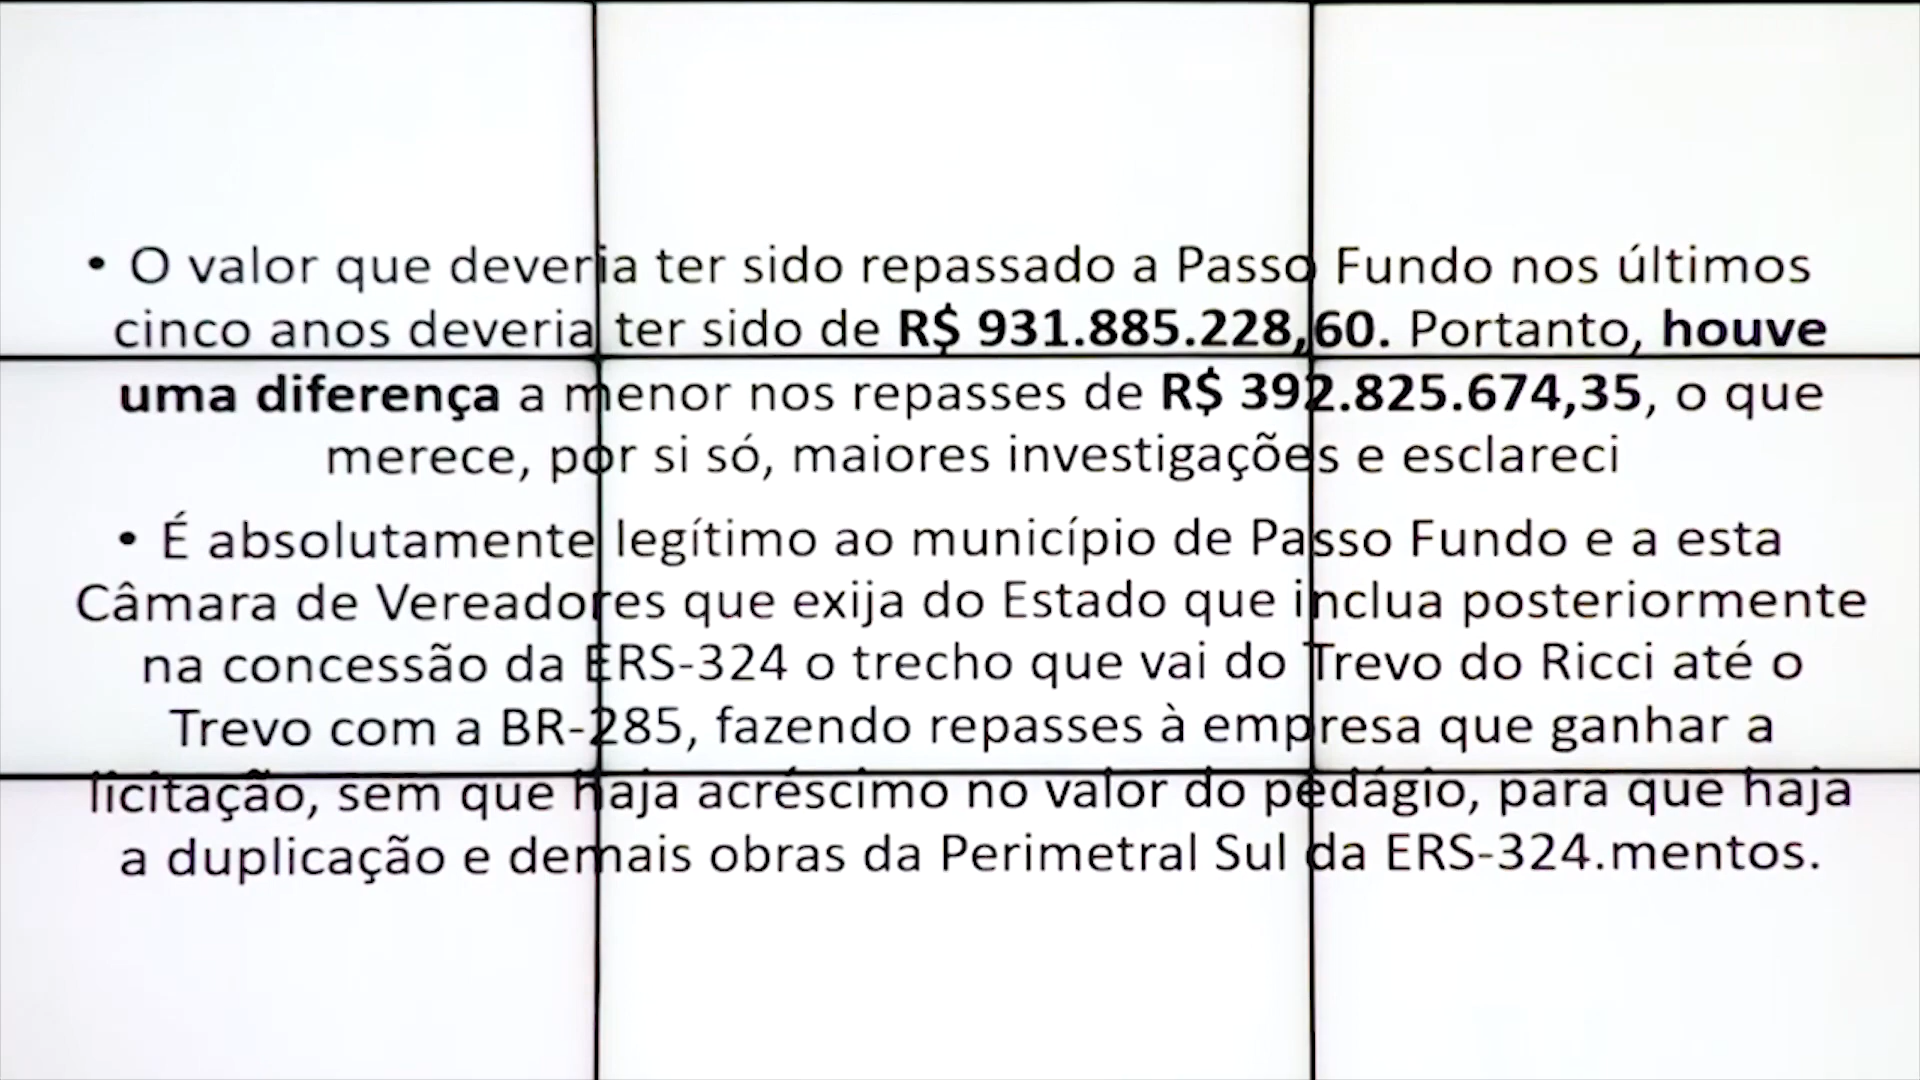 • O valor que deveria ter sido repassado a Passo Fundo nos últimos
cinco anos deveria ter sido de R$ 931.885.228,60. Portanto, houve
uma diferença a menor nos repasses de R$ 392.825.674,35, o que
merece, por si só, maiores investigações e esclareci
• É absolutamente legítimo ao município de Passo Fundo e a esta
Câmara de Vereadores que exija do Estado que inclua posteriormente
na concessão da ERS-324 o trecho que vai do Trevo do Ricci até o
Trevo com a BR-285, fazendo repasses à empresa que ganhar a
licitação, sem que haja acréscimo no valor do pedágio, para que haja
a duplicação e demais obras da Perimetral Sul da ERS-324.mentos.